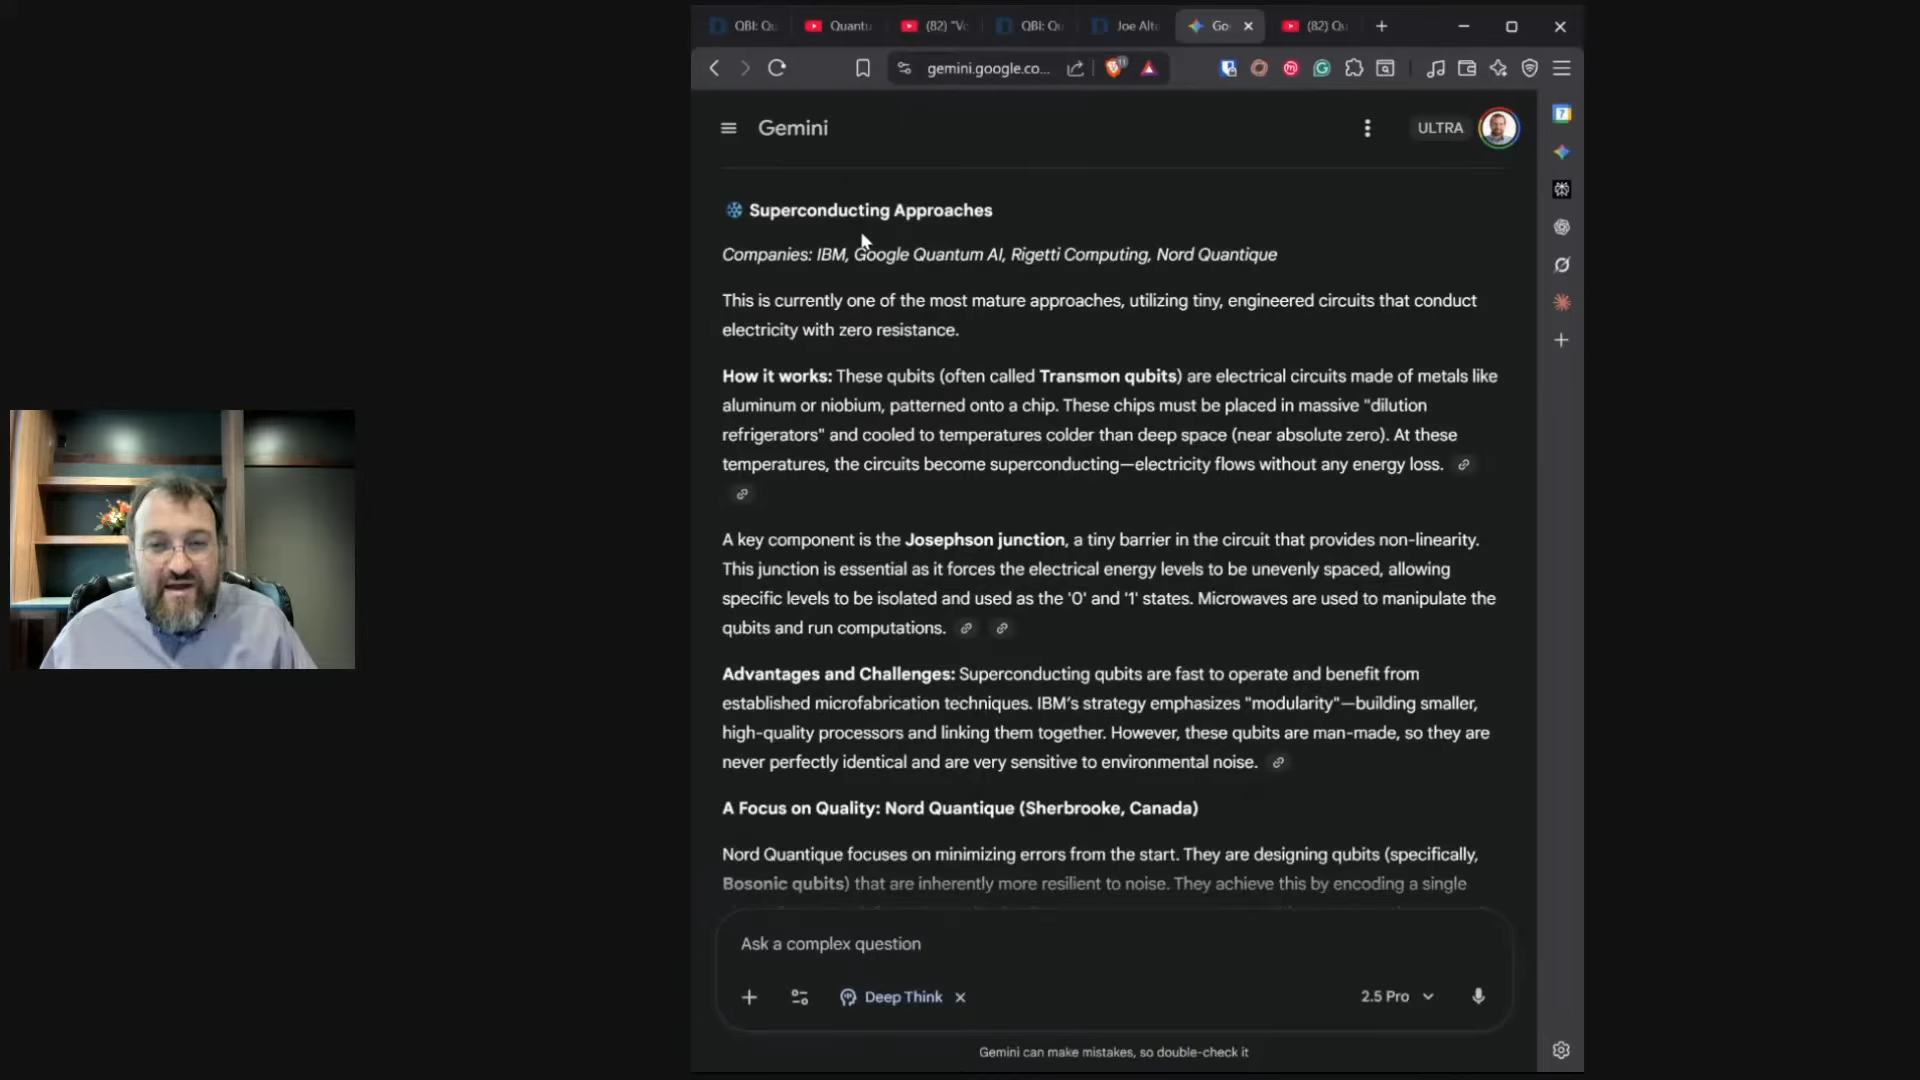 QBI: Qu
Quantu
(82) "Vo
QBI: Qu
Joe Alte
Go
(82) Qu
gemini.google.co...
11
Gemini
ULTRA
7
Superconducting Approaches
Companies: IBM, Google Quantum AI, Rigetti Computing, Nord Quantique
This is currently one of the most mature approaches, utilizing tiny, engineered circuits that conduct
electricity with zero resistance.
How it works: These qubits (often called Transmon qubits) are electrical circuits made of metals like
aluminum or niobium, patterned onto a chip. These chips must be placed in massive "dilution
refrigerators" and cooled to temperatures colder than deep space (near absolute zero). At these
temperatures, the circuits become superconducting—electricity flows without any energy loss.
A key component is the Josephson junction, a tiny barrier in the circuit that provides non-linearity.
This junction is essential as it forces the electrical energy levels to be unevenly spaced, allowing
specific levels to be isolated and used as the '0' and '1' states. Microwaves are used to manipulate the
qubits and run computations.
Advantages and Challenges: Superconducting qubits are fast to operate and benefit from
established microfabrication techniques. IBM's strategy emphasizes "modularity"—building smaller,
high-quality processors and linking them together. However, these qubits are man-made, so they are
never perfectly identical and are very sensitive to environmental noise.
A Focus on Quality: Nord Quantique (Sherbrooke, Canada)
Nord Quantique focuses on minimizing errors from the start. They are designing qubits (specifically,
Bosonic qubits) that are inherently more resilient to noise. They achieve this by encoding a single
Ask a complex question
Deep Think
2.5 Pro
Gemini can make mistakes, so double-check it